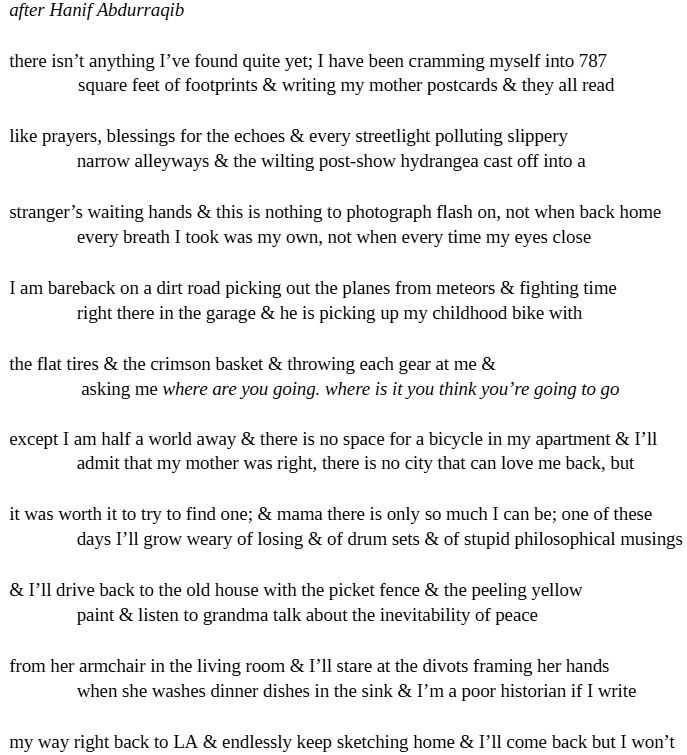 after Hanif Abdurraqib
there isn’t anything I’ve found quite yet; I have been cramming myself into 787
square feet of footprints & writing my mother postcards & they all read
like prayers, blessings for the echoes & every streetlight polluting slippery
narrow alleyways & the wilting post-show hydrangea cast off into a
stranger’s waiting hands & this is nothing to photograph flash on, not when back home
every breath I took was my own, not when every time my eyes close
I am bareback on a dirt road picking out the planes from meteors & fighting time
right there in the garage & he is picking up my childhood bike with
the flat tires & the crimson basket & throwing each gear at me &
asking me where are you going. where is it you think you’re going to go
except I am half a world away & there is no space for a bicycle in my apartment & I’ll
admit that my mother was right, there is no city that can love me back, but
it was worth it to try to find one; & mama there is only so much I can be; one of these
days I’ll grow weary of losing & of drum sets & of stupid philosophical musings
& I’ll drive back to the old house with the picket fence & the peeling yellow
paint & listen to grandma talk about the inevitability of peace
from her armchair in the living room & I’ll stare at the divots framing her hands
when she washes dinner dishes in the sink & I’m a poor historian if I write
my way right back to LA & endlessly keep sketching home & I’ll come back but I won’t